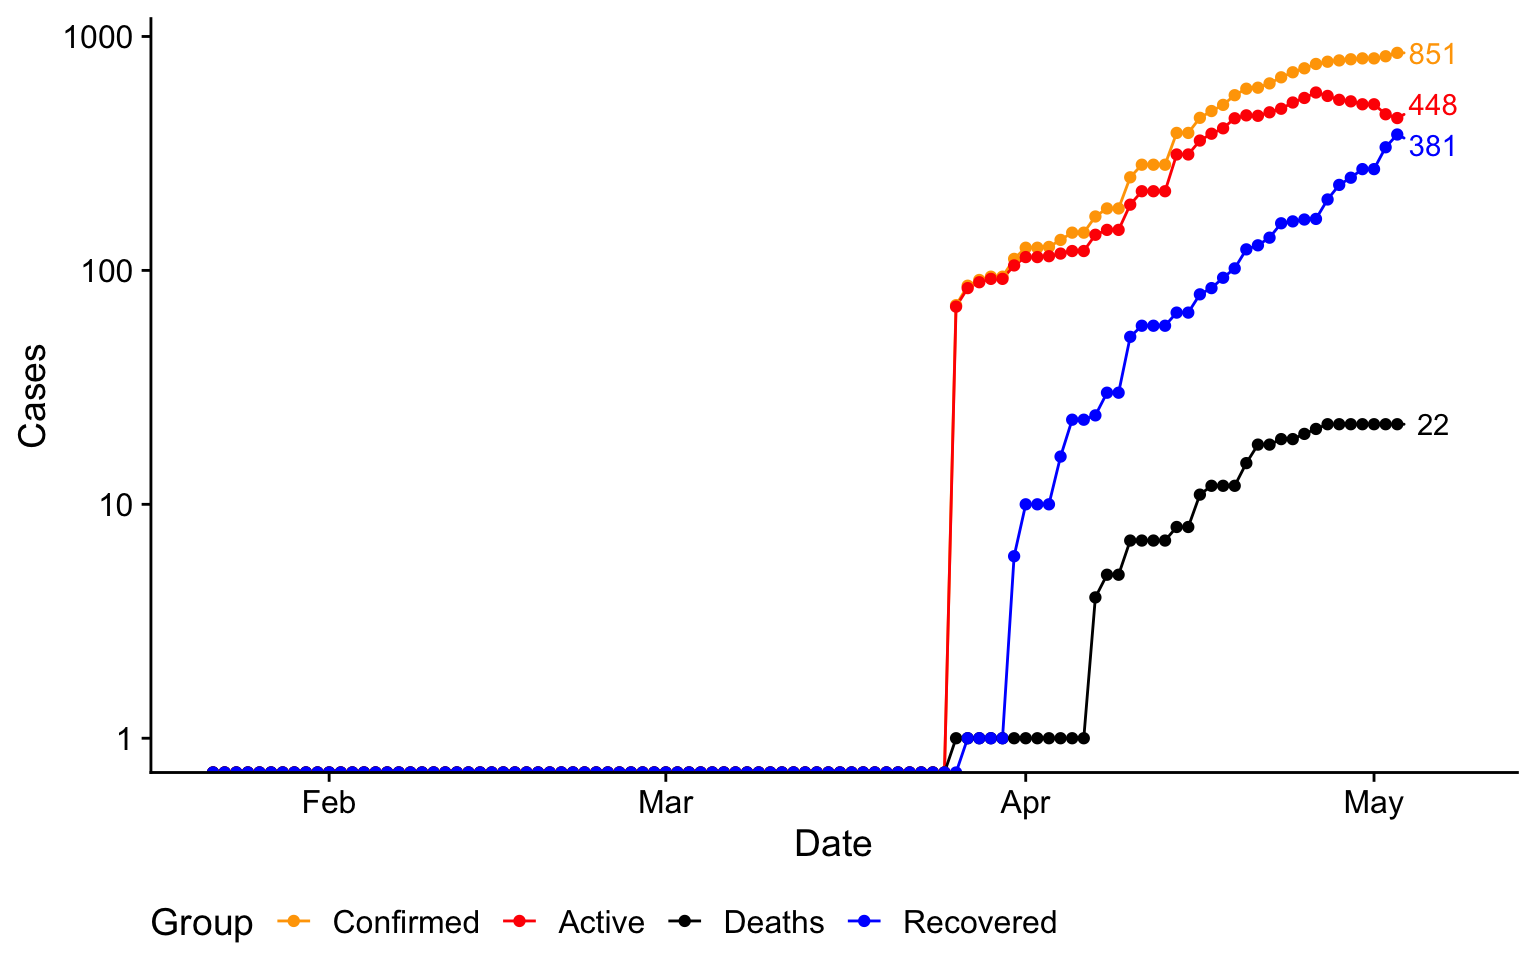 1000
851
448
381
100
Cases
22
10
1
Feb Mar Apr May
Date
Group Confirmed Active Deaths Recovered